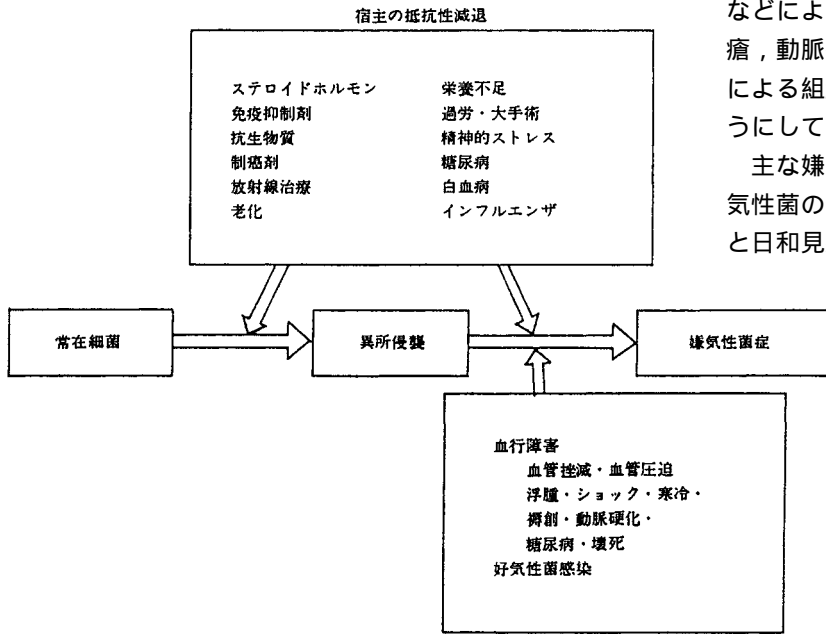 宿主の抵抗性減退
ステロイドホルモン 栄養不足
免疫抑制剤 過労・大手術
抗生物質 精神的ストレス
制癌剤 糖尿病
放射線治療 白血病
老化 インフルエンザ
常在細菌
異所侵襲
嫌気性菌症
血行障害
血管挫滅・血管圧迫
浮腫・ショック・寒冷・
褥創・動脈硬化・
糖尿病・壊死
好気性菌感染
などによ
瘡，動脈
による組
うにして
主な嫌
気性菌の
と日和見